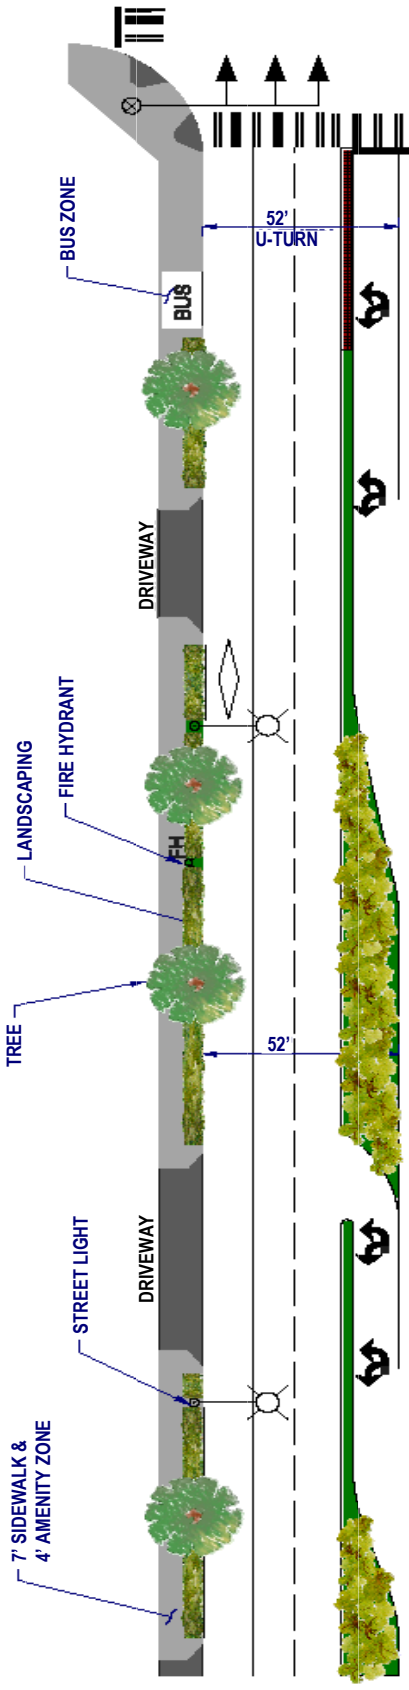 BUS ZONE
52'
U-TURN
BUS
DRIVEWAY
FIRE HYDRANT
LANDSCAPING
FH
TREE
52'
DRIVEWAY
STREET LIGHT
7' SIDEWALK &
4' AMENITY ZONE